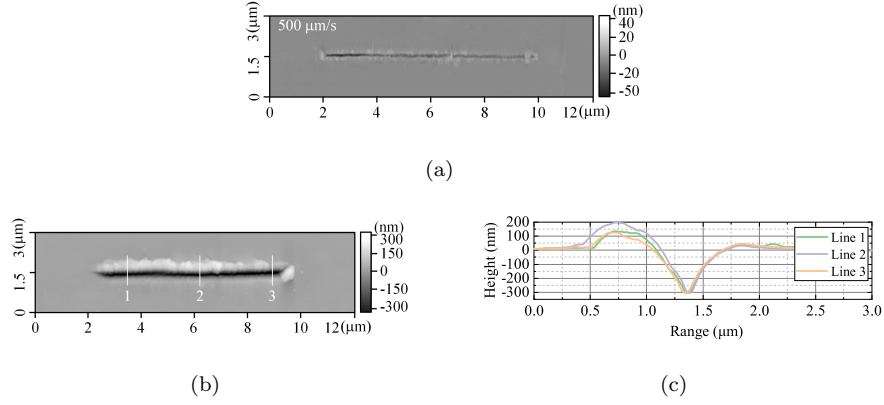 500 μm/s
3(μm)
1.5
0
0 2 4 6 8 10 12(μm)
(nm)
40
20
0
-20
-50
(a)
3(μm)
1.5
0
1 2 3
0 2 4 6 8 10 12(μm)
(nm)
300
150
0
-150
-300
(b)
Height (nm)
200
100
0
-100
-200
-300
Line 1
Line 2
Line 3
0.0 0.5 1.0 1.5 2.0 2.5 3.0
Range (μm)
(c)